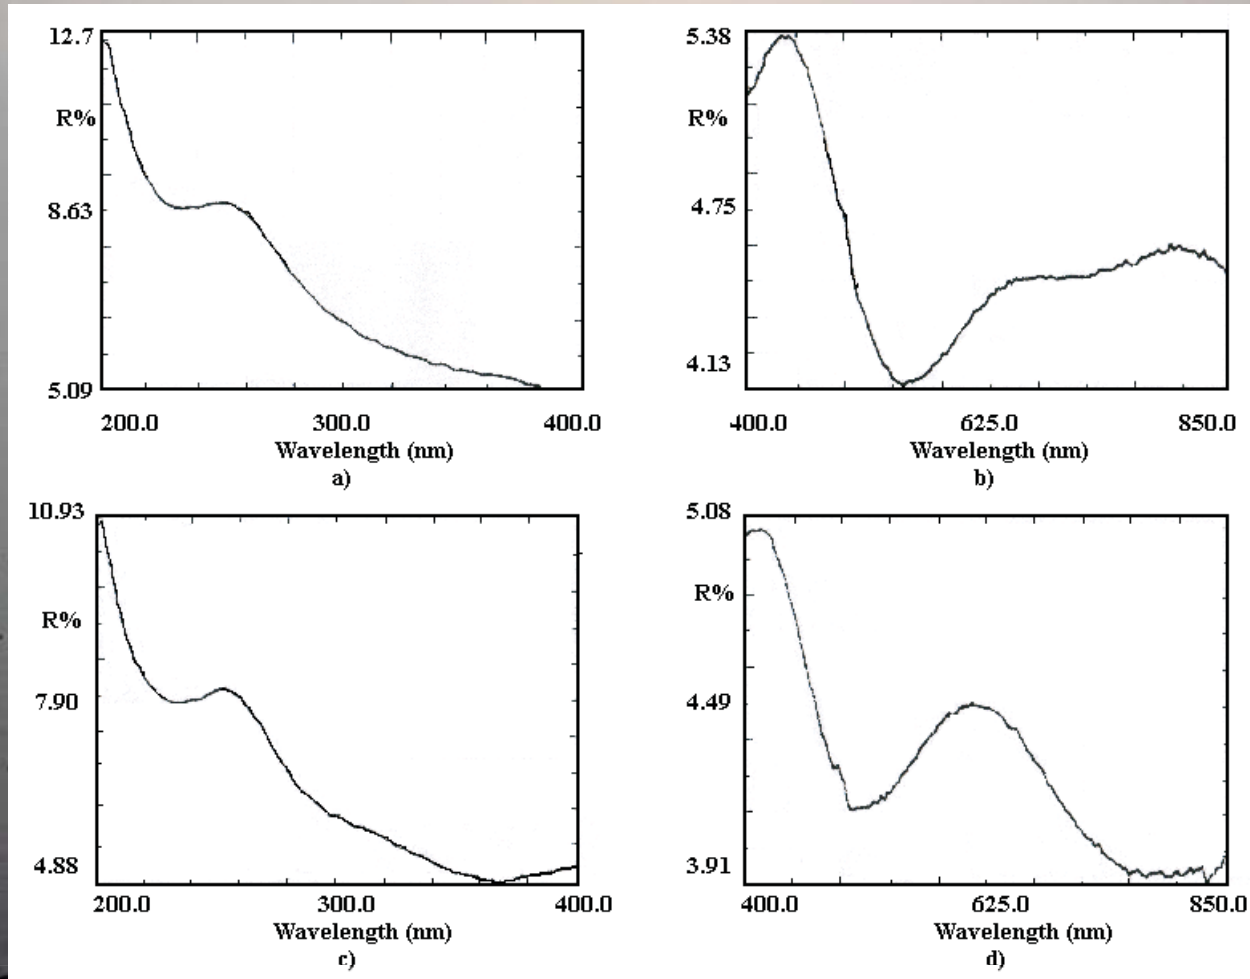 12.7
R%
8.63
5.09
200.0 300.0 400.0
Wavelength (nm)
a)
5.38
R%
4.75
4.13
400.0 625.0 850.0
Wavelength (nm)
b)
10.93
R%
7.90
4.88
200.0 300.0 400.0
Wavelength (nm)
c)
5.08
R%
4.49
3.91
400.0 625.0 850.0
Wavelength (nm)
d)